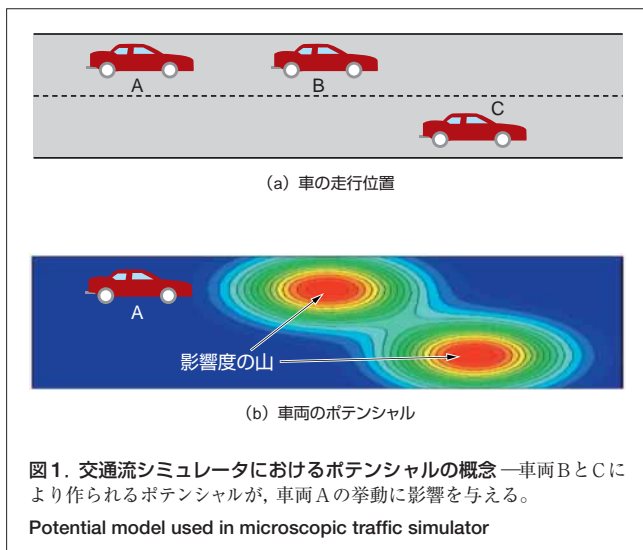 A
B
C
(a) 車の走行位置
A
影響度の山
(b) 車両のポテンシャル
図1. 交通流シミュレータにおけるポテンシャルの概念 ―車両BとCに
より作られるポテンシャルが, 車両Aの挙動に影響を与える。
Potential model used in microscopic traffic simulator